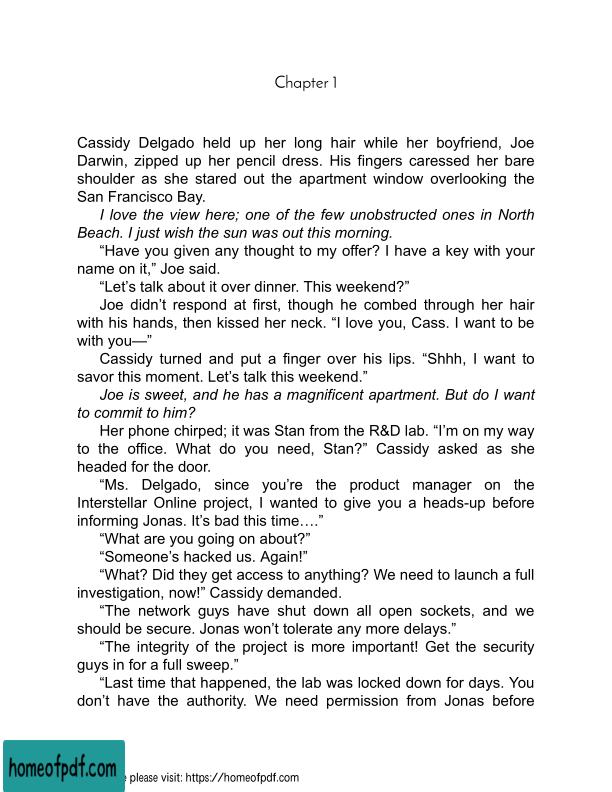 Chapter 1
Cassidy Delgado held up her long hair while her boyfriend, Joe
Darwin, zipped up her pencil dress. His fingers caressed her bare
shoulder as she stared out the apartment window overlooking the
San Francisco Bay.
I love the view here; one of the few unobstructed ones in North
Beach. I just wish the sun was out this morning.
“Have you given any thought to my offer? I have a key with your
name on it,” Joe said.
“Let’s talk about it over dinner. This weekend?”
Joe didn’t respond at first, though he combed through her hair
with his hands, then kissed her neck. “I love you, Cass. I want to be
with you—”
Cassidy turned and put a finger over his lips. “Shhh, I want to
savor this moment. Let’s talk this weekend.”
Joe is sweet, and he has a magnificent apartment. But do I want
to commit to him?
Her phone chirped; it was Stan from the R&D lab. “I’m on my way
to the office. What do you need, Stan?” Cassidy asked as she
headed for the door.
“Ms. Delgado, since you’re the product manager on the
Interstellar Online project, I wanted to give you a heads-up before
informing Jonas. It’s bad this time….”
“What are you going on about?”
“Someone’s hacked us. Again!”
“What? Did they get access to anything? We need to launch a full
investigation, now!” Cassidy demanded.
“The network guys have shut down all open sockets, and we
should be secure. Jonas won’t tolerate any more delays.”
“The integrity of the project is more important! Get the security
guys in for a full sweep.”
“Last time that happened, the lab was locked down for days. You
don’t have the authority. We need permission from Jonas before
homeofpdf.com
please visit: https://homeofpdf.com